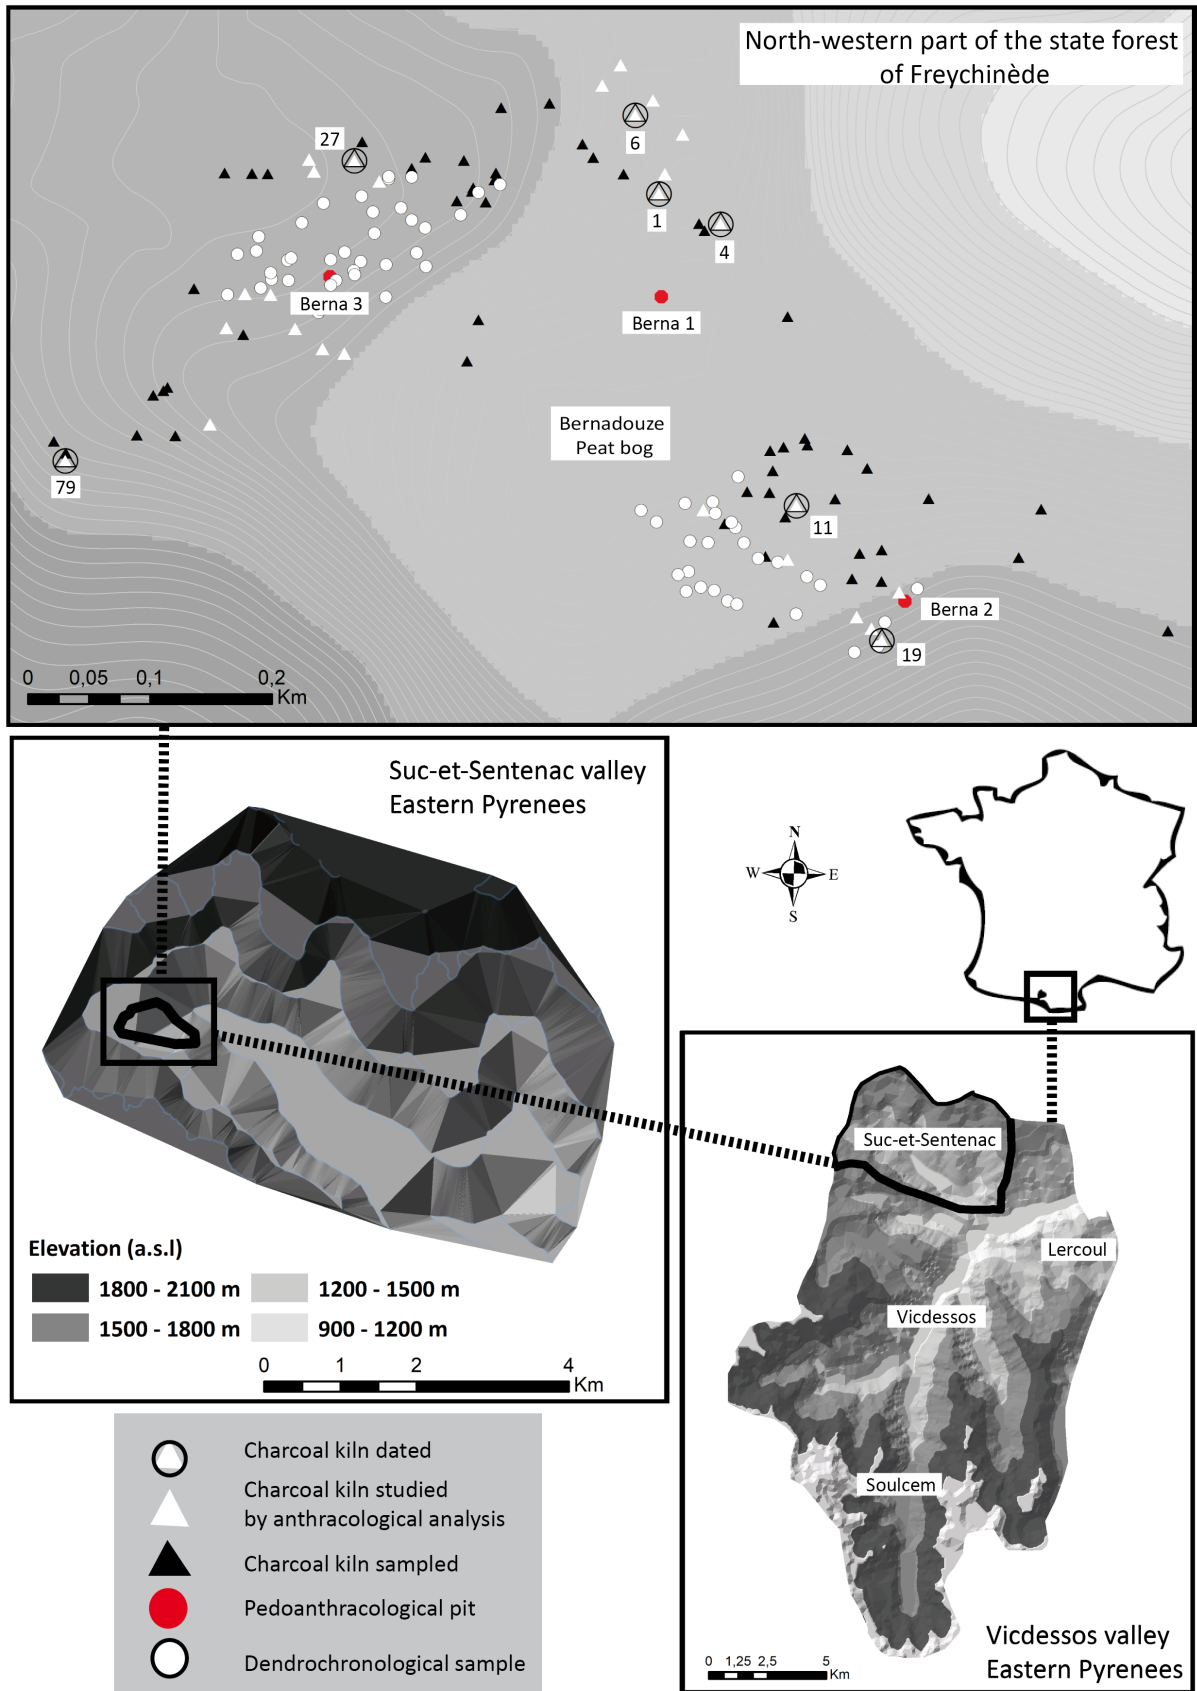 North-western part of the state forest
of Freychinède
27
6
1
4
Berna 3
Berna 1
Bernadouze
Peat bog
79
11
Berna 2
19
0 0,05 0,1 0,2
Km
Suc-et-Sentenac valley
Eastern Pyrenees
N
W E
S
Elevation (a.s.l)
1800 - 2100 m 1200 - 1500 m
1500 - 1800 m 900 - 1200 m
0 1 2 4
Km
Suc-et-Sentenac
Lercoul
Vicdessos
Soulcem
Vicdessos valley
Eastern Pyrenees
0 1,25 2,5 5
Km
Charcoal kiln dated
Charcoal kiln studied
by anthracological analysis
Charcoal kiln sampled
Pedoanthracological pit
Dendrochronological sample